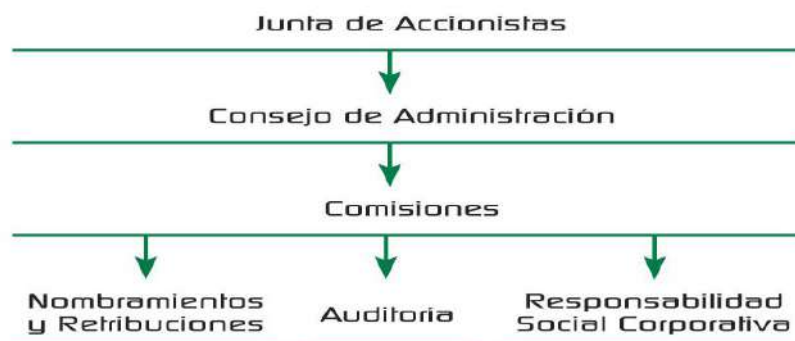 Junta de Accionistas
Consejo de Administración
Comisiones
Nombramientos
y Retribuciones
Auditoria
Responsabilidad
Social Corporativa